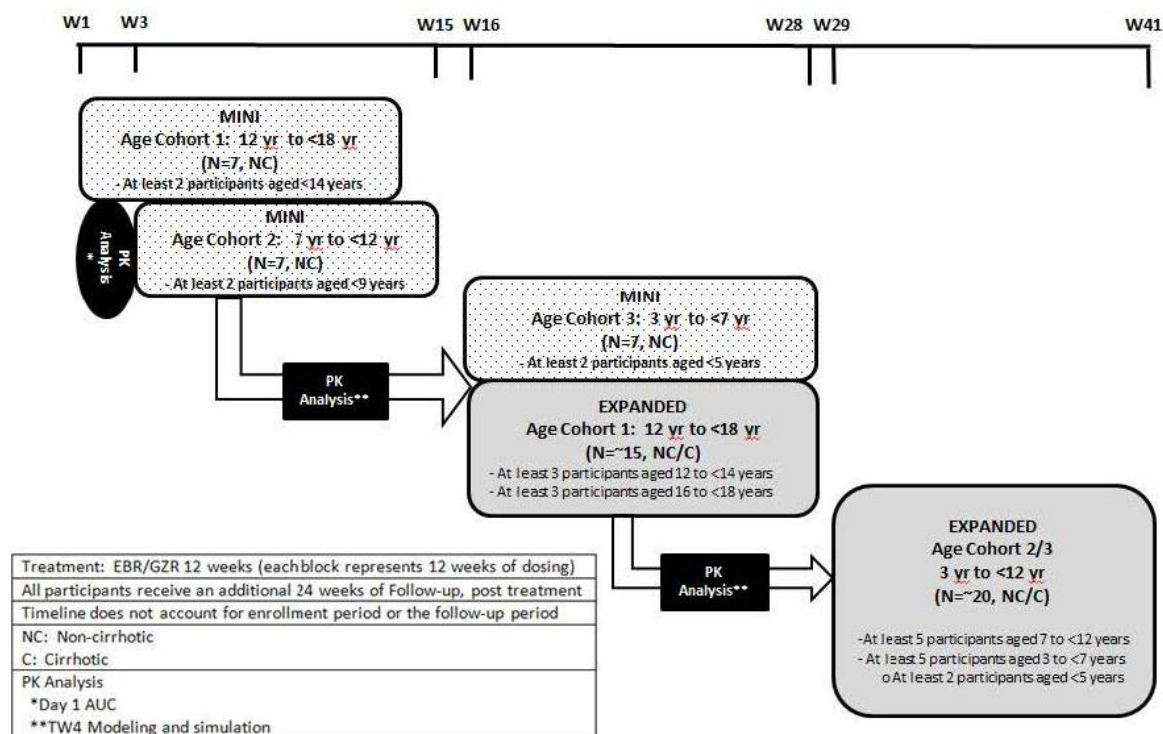 W1 W3 W15 W16 W28 W29 W41
MINI
Age Cohort 1: 12 yr to <18 yr
(N=7, NC)
- At least 2 participants aged <14 years
PK
Analysis
*
MINI
Age Cohort 2: 7 yr to <12 yr
(N=7, NC)
- At least 2 participants aged <9 years
PK
Analysis**
MINI
Age Cohort 3: 3 yr to <7 yr
(N=7, NC)
- At least 2 participants aged <5 years
EXPANDED
Age Cohort 1: 12 yr to <18 yr
(N=~15, NC/C)
- At least 3 participants aged 12 to <14 years
- At least 3 participants aged 16 to <18 years
PK
Analysis**
EXPANDED
Age Cohort 2/3
3 yr to <12 yr
(N=~20, NC/C)
-At least 5 participants aged 7 to <12 years
-At least 5 participants aged 3 to <7 years
o At least 2 participants aged <5 years
Treatment: EBR/GZR 12 weeks (each block represents 12 weeks of dosing)
All participants receive an additional 24 weeks of Follow-up, post treatment
Timeline does not account for enrollment period or the follow-up period
NC: Non-cirrhotic
C: Cirrhotic
PK Analysis
*Day 1 AUC
**TW4 Modeling and simulation